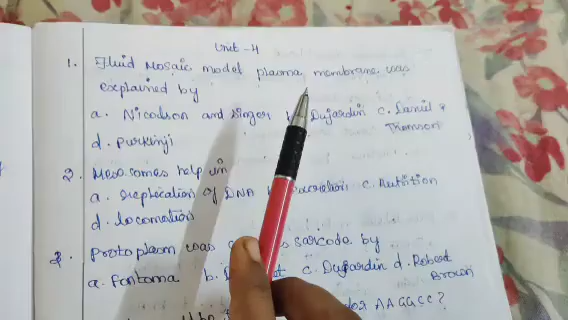 Unit - 4
1. Fluid Mosaic model plasma membrane was
explained by
a. Nicolson and Singer b. Dujardin c. Daniel &
Thomson
d. Purkinji
2. Mesosomes help in
a. replication of DNA b. c. Nutrition
d. locomotion
3. Protoplasm was sarcode by
a. Fontoma b. c. Dujardin d. Robert
Brown
AAGGCC?